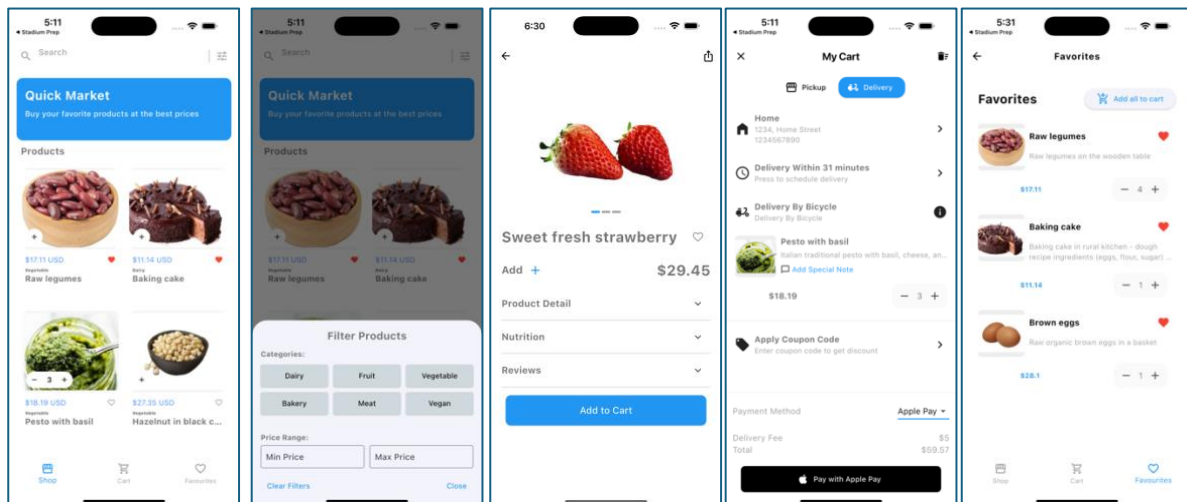 5:11
◀ Stadium Prep
Search
Quick Market
Buy your favorite products at the best prices
Products
$17.11 USD
Vegetable
Raw legumes
$11.14 USD
Dairy
Baking cake
− 3 +
$18.19 USD
Vegetable
Pesto with basil
$27.35 USD
Vegetable
Hazelnut in black c...
Shop
Cart
Favourites
5:11
◀ Stadium Prep
Search
Quick Market
Buy your favorite products at the best prices
Products
$17.11 USD
Vegetable
Raw legumes
$11.14 USD
Dairy
Baking cake
Filter Products
Categories:
Dairy
Fruit
Vegetable
Bakery
Meat
Vegan
Price Range:
Min Price
Max Price
Clear Filters
Close
6:30
Sweet fresh strawberry
Add +
$29.45
Product Detail
Nutrition
Reviews
Add to Cart
5:11
◀ Stadium Prep
My Cart
Pickup
Delivery
Home
1234, Home Street
1234567890
Delivery Within 31 minutes
Press to schedule delivery
Delivery By Bicycle
Delivery By Bicycle
Pesto with basil
Italian traditional pesto with basil, cheese, an...
Add Special Note
$18.19
− 3 +
Apply Coupon Code
Enter coupon code to get discount
Payment Method
Apple Pay
Delivery Fee
$5
Total
$59.57
Pay with Apple Pay
5:31
◀ Stadium Prep
Favorites
Favorites
Add all to cart
Raw legumes
Raw legumes on the wooden table
$17.11
− 4 +
Baking cake
Baking cake in rural kitchen - dough
recipe ingredients (eggs, flour, sugar) ...
$11.14
− 1 +
Brown eggs
Raw organic brown eggs in a basket
$28.1
− 1 +
Shop
Cart
Favourites